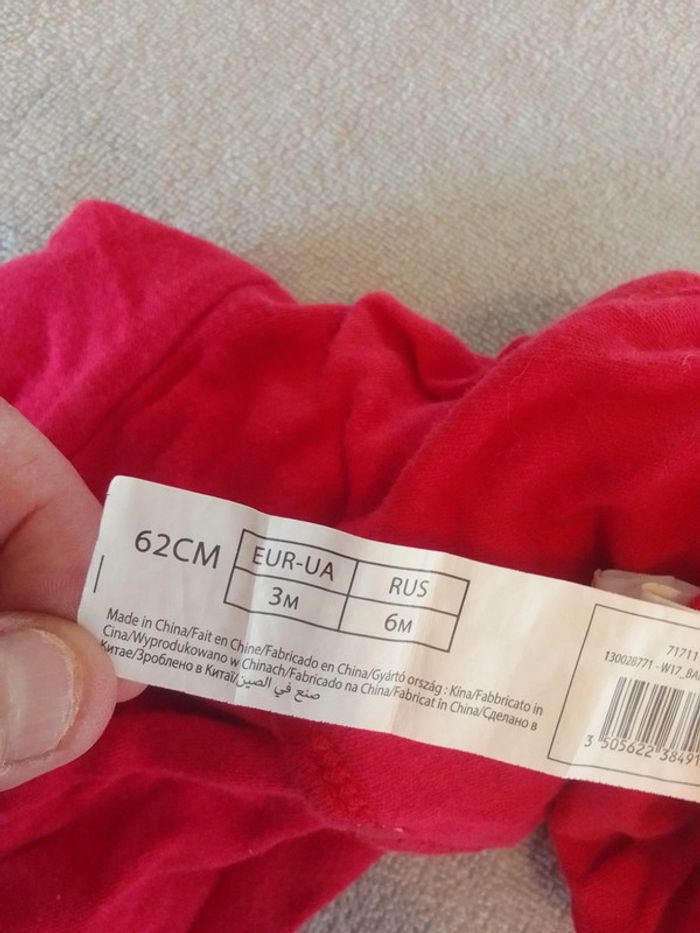 62CM
EUR-UA RUS
3M 6M
Made in China/Fait en Chine/Fabricado en China/Gyártó ország : Kina/Fabbricato in
Cina/Wyprodukowano w Chinach/Fabricado na China/Fabricat în China/Сделано в
Китае/Зроблено в Китаї/صنع في الصين
71711
130028771 - W17_BA
3 505622 38491